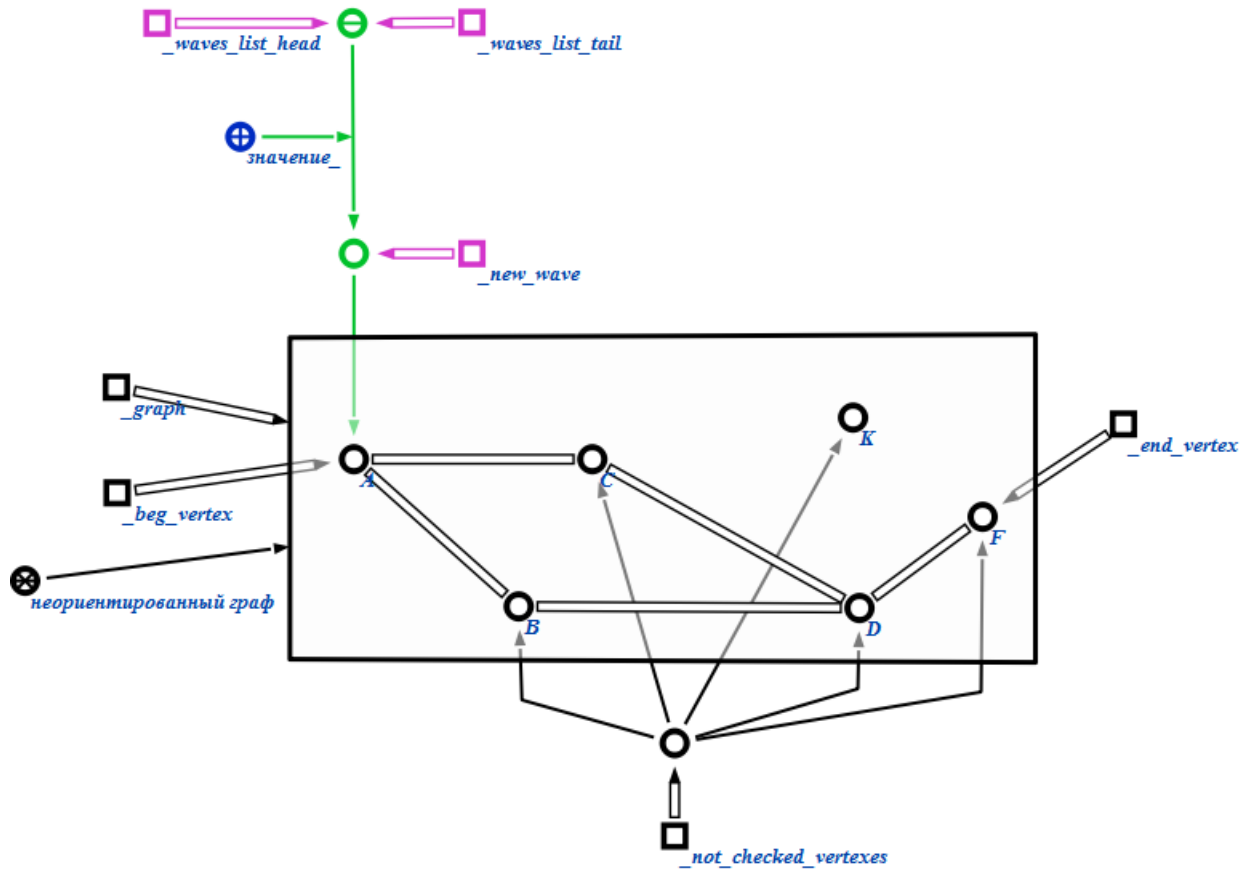 _waves_list_head
_waves_list_tail
значение_
_new_wave
_graph
_beg_vertex
неориентированный граф
A
C
K
B
D
F
_end_vertex
_not_checked_vertexes